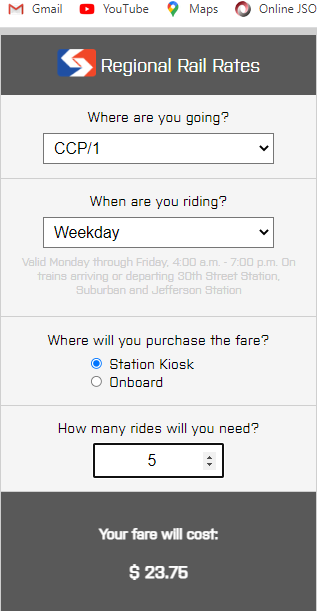 Gmail YouTube Maps Online JSO
Regional Rail Rates
Where are you going?
CCP/1
When are you riding?
Weekday
Valid Monday through Friday, 4:00 a.m. - 7:00 p.m. On
trains arriving or departing 30th Street Station,
Suburban and Jefferson Station
Where will you purchase the fare?
Station Kiosk
Onboard
How many rides will you need?
5
Your fare will cost:
$ 23.75